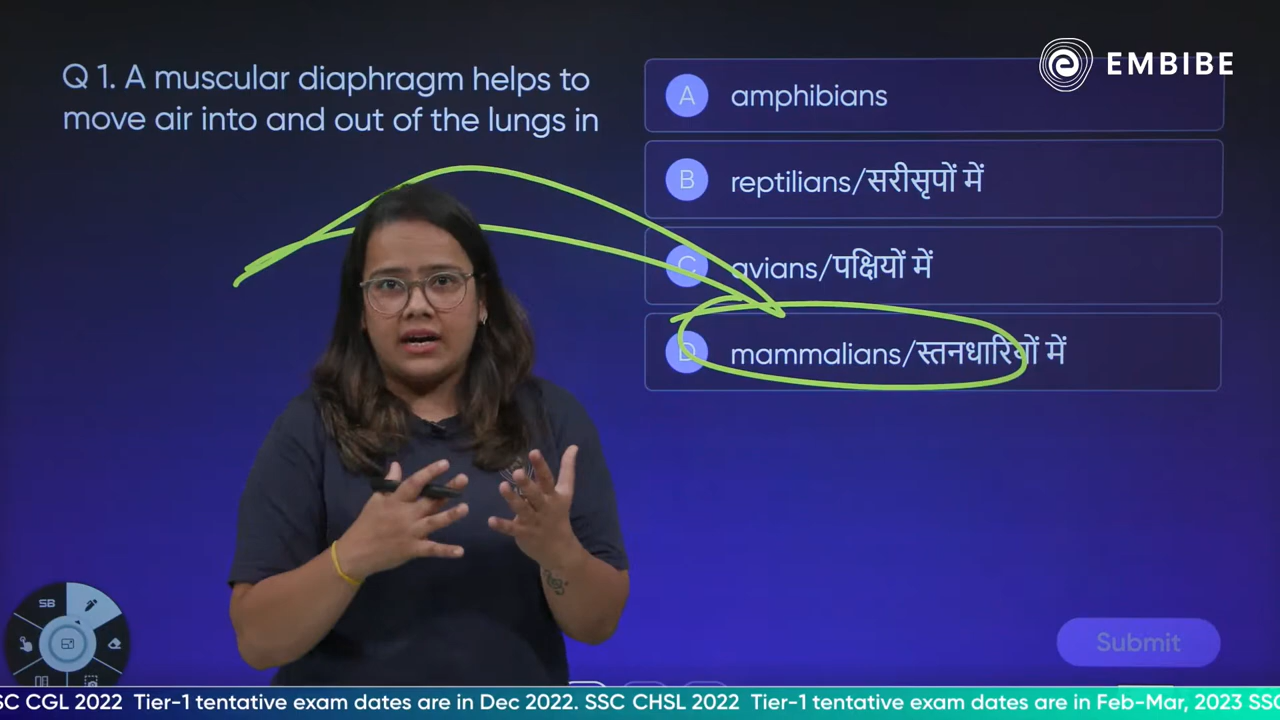 EMBIBE
Q 1. A muscular diaphragm helps to
move air into and out of the lungs in
A amphibians
B reptilians/सरीसृपों में
C avians/पक्षियों में
D mammalians/स्तनधारियों में
SB
Submit
SC CGL 2022 Tier-1 tentative exam dates are in Dec 2022. SSC CHSL 2022 Tier-1 tentative exam dates are in Feb-Mar, 2023 SSC